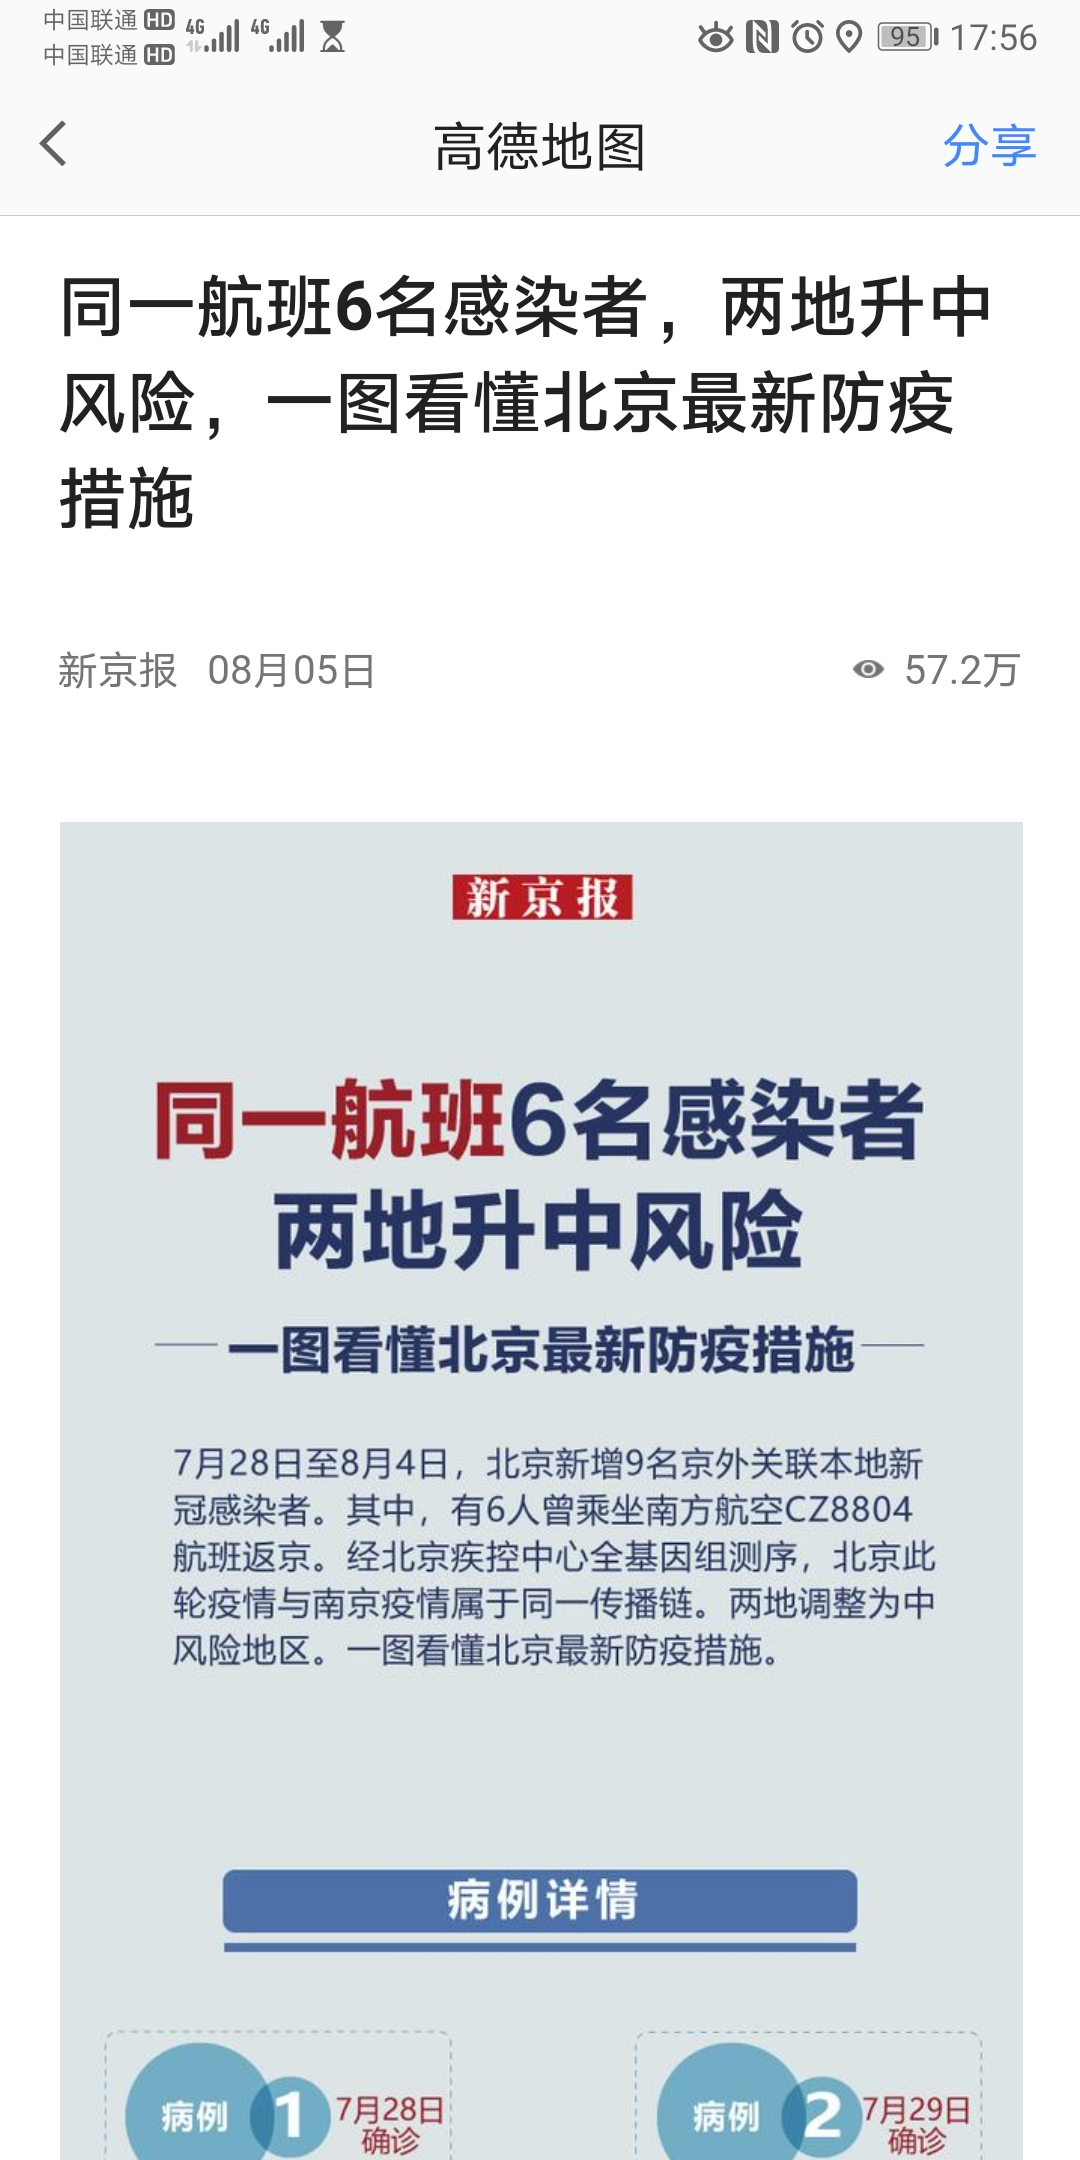 中国联通 HD 4G 4G 95 17:56
中国联通 HD
高德地图 分享
同一航班6名感染者，两地升中
风险，一图看懂北京最新防疫
措施
新京报 08月05日 57.2万
新京报
同一航班6名感染者
两地升中风险
一图看懂北京最新防疫措施
7月28日至8月4日，北京新增9名京外关联本地新
冠感染者。其中，有6人曾乘坐南方航空CZ8804
航班返京。经北京疾控中心全基因组测序，北京此
轮疫情与南京疫情属于同一传播链。两地调整为中
风险地区。一图看懂北京最新防疫措施。
病例详情
病例 1 7月28日
确诊
病例 2 7月29日
确诊